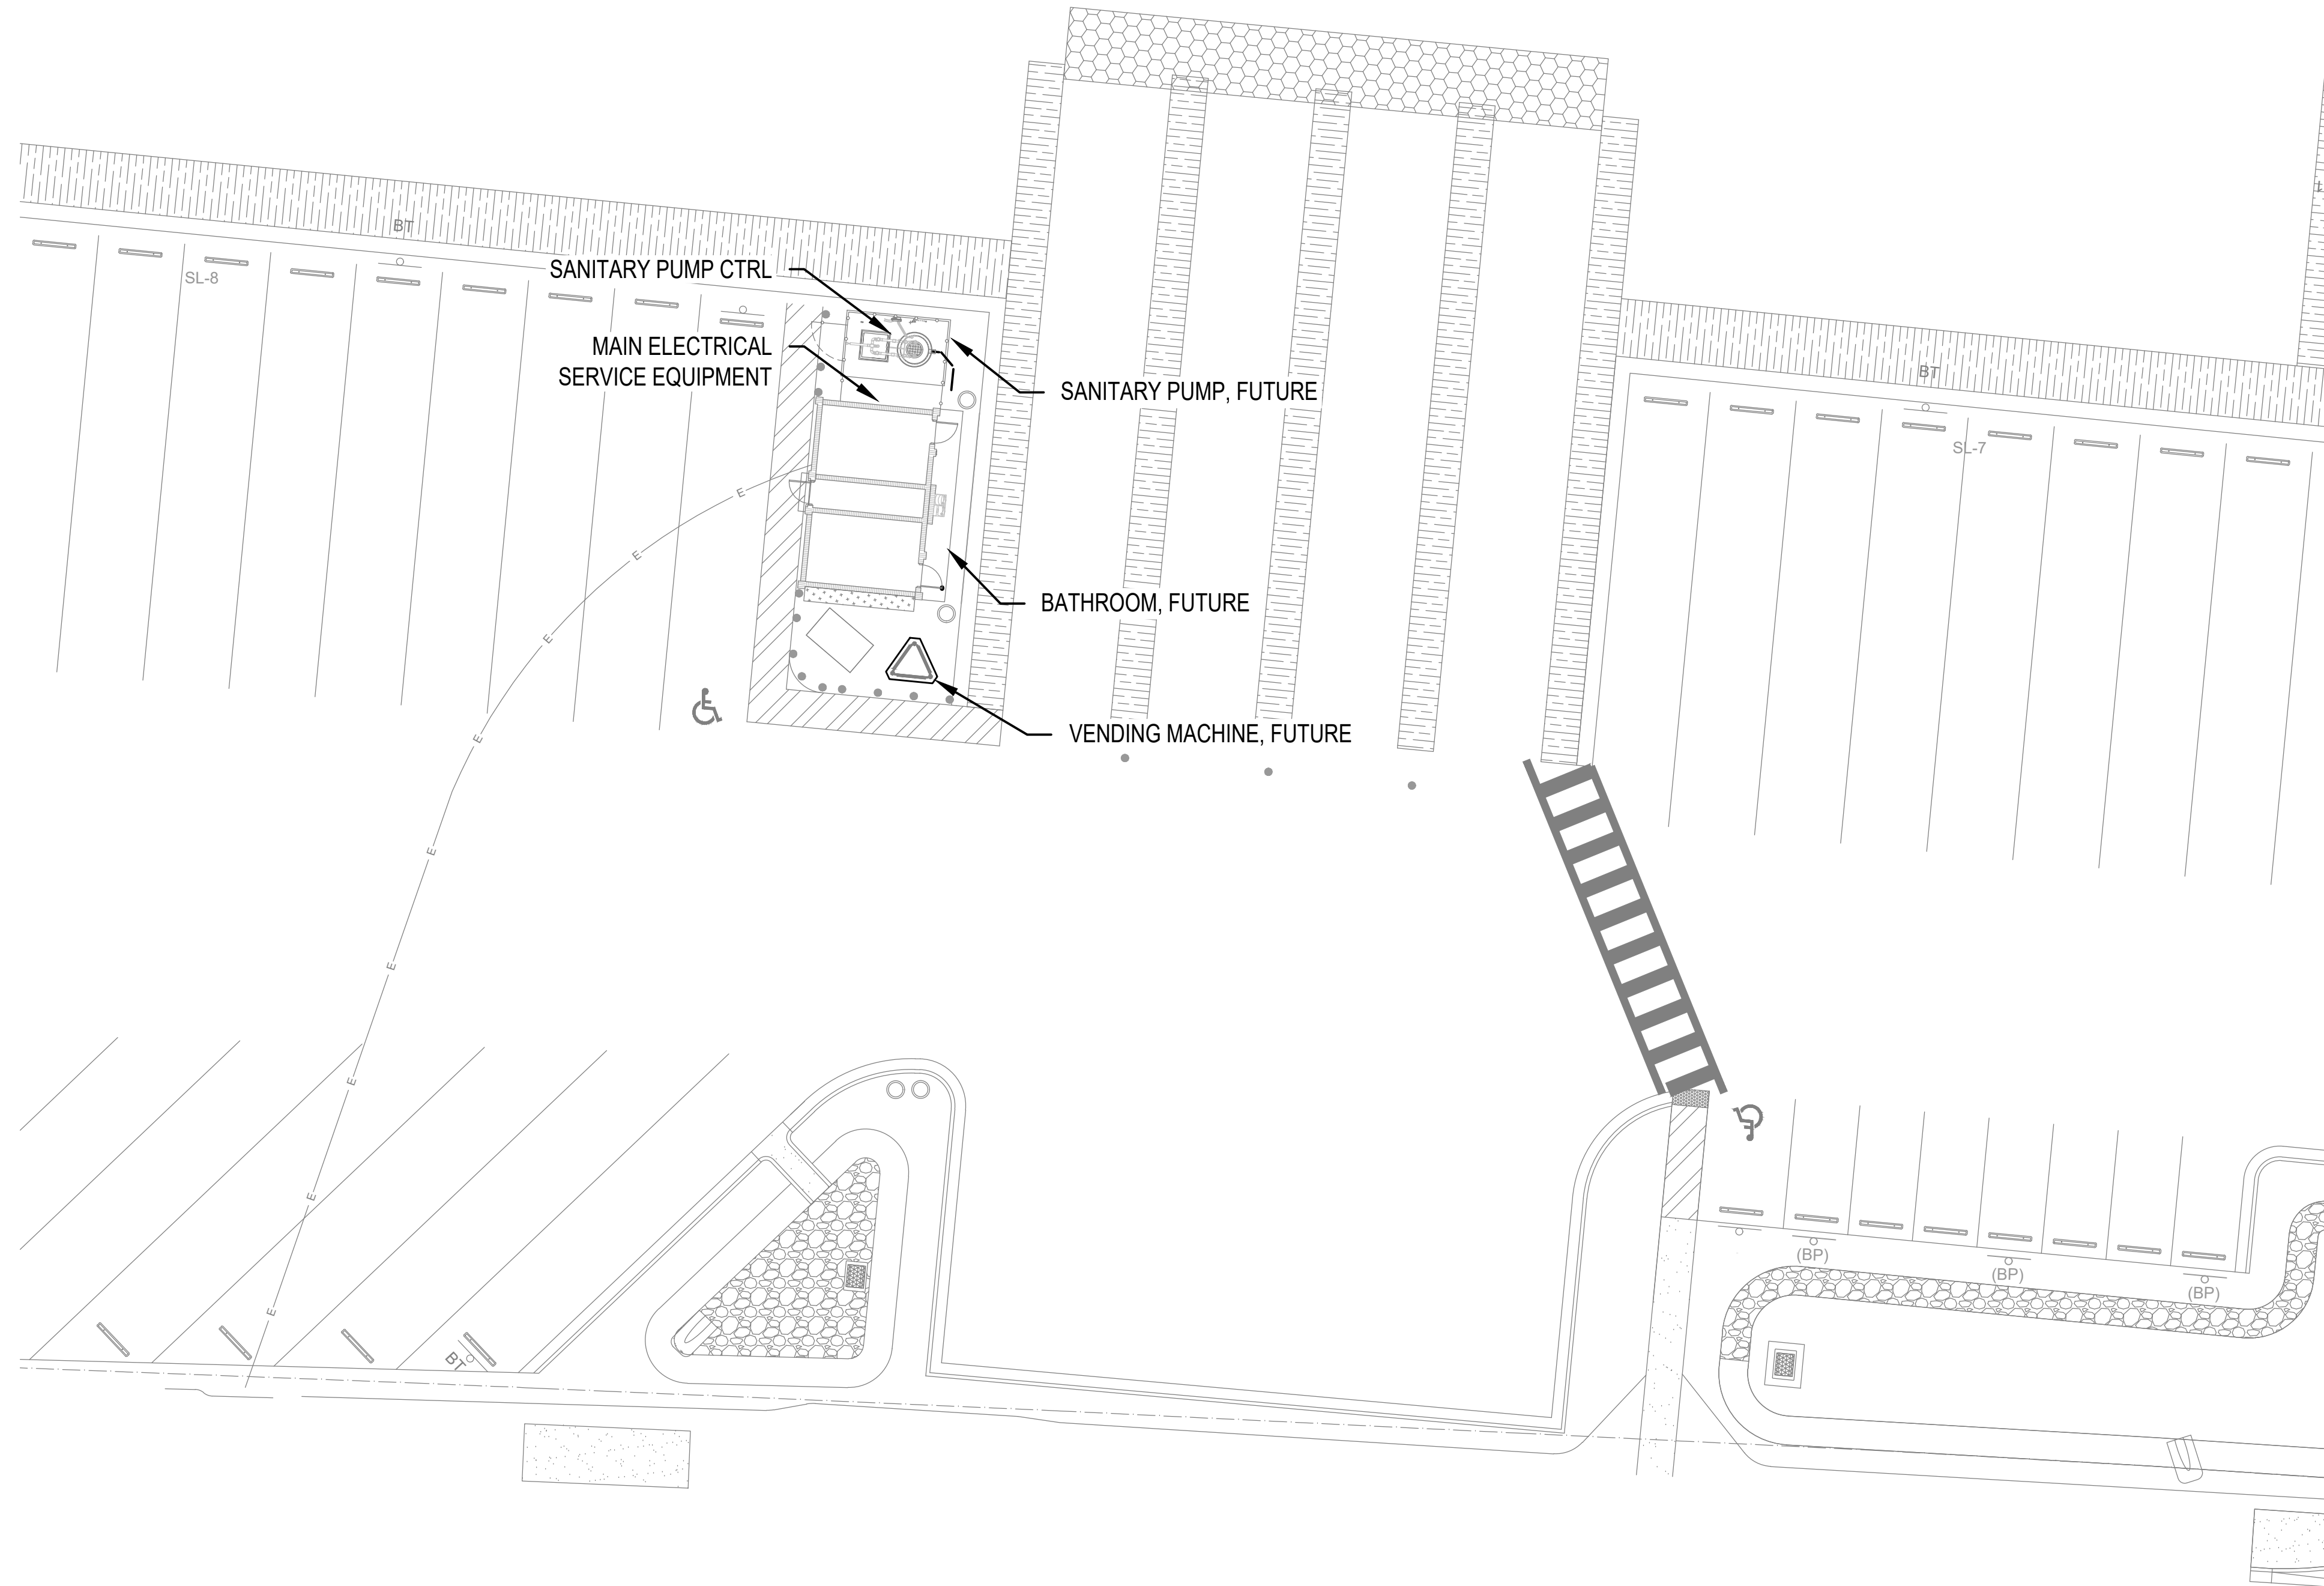 BT
SL-8
SANITARY PUMP CTRL
MAIN ELECTRICAL
SERVICE EQUIPMENT
SANITARY PUMP, FUTURE
BT
SL-7
E
E
E
BATHROOM, FUTURE
VENDING MACHINE, FUTURE
E
E
E
E
E
E
BT
(BP)
(BP)
(BP)